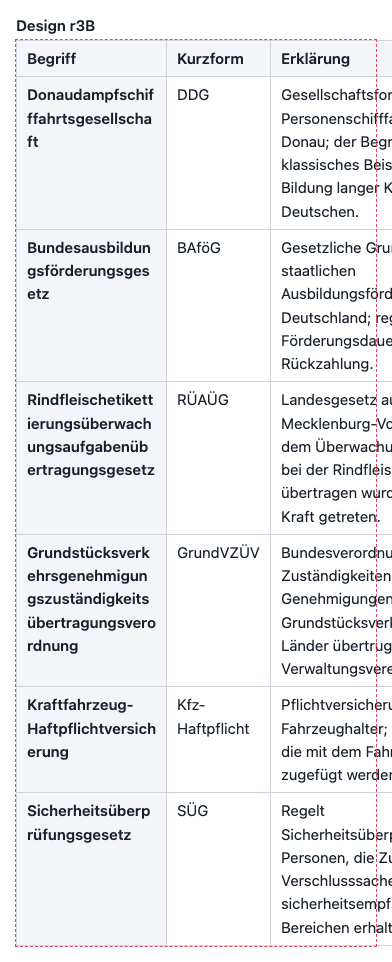 Design r3B
Begriff Kurzform Erklärung
Donaudampfschif
ffahrtsgesellscha
ft
DDG
Gesellschaftsfor
Personenschifffa
Donau; der Begr
klassisches Beis
Bildung langer K
Deutschen.
Bundesausbildun
gsförderungsges
etz
BAföG
Gesetzliche Gru
staatlichen
Ausbildungsförd
Deutschland; reg
Förderungsdaue
Rückzahlung.
Rindfleischetikett
ierungsüberwach
ungsaufgabenüb
ertragungsgesetz
RÜAÜG
Landesgesetz au
Mecklenburg-Vo
dem Überwachu
bei der Rindfleis
übertragen wurd
Kraft getreten.
Grundstücksverk
ehrsgenehmigun
gszuständigkeits
übertragungsvero
rdnung
GrundVZÜV
Bundesverordnu
Zuständigkeiten
Genehmigungen
Grundstücksverk
Länder übertrug
Verwaltungsvere
Kraftfahrzeug-
Haftpflichtversich
erung
Kfz-
Haftpflicht
Pflichtversicheru
Fahrzeughalter;
die mit dem Fah
zugefügt werde
Sicherheitsüberp
rüfungsgesetz
SÜG
Regelt
Sicherheitsüberp
Personen, die Zu
Verschlusssache
sicherheitsempf
Bereichen erhalt